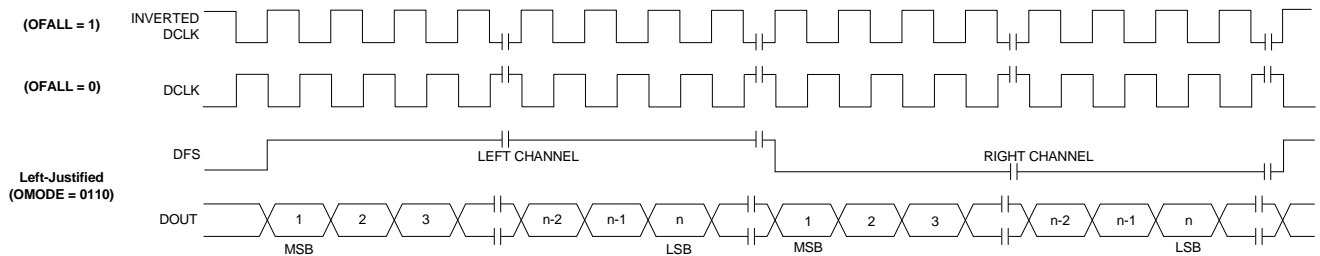 (OFALL = 1)
INVERTED
DCLK
(OFALL = 0)
DCLK
DFS
LEFT CHANNEL
RIGHT CHANNEL
Left-Justified
(OMODE = 0110)
DOUT
1 2 3 n-2 n-1 n 1 2 3 n-2 n-1 n
MSB LSB MSB LSB